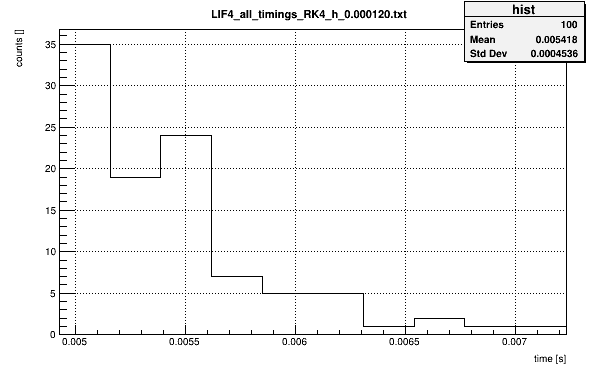 LIF4_all_timings_RK4_h_0.000120.txt
hist
Entries 100
Mean 0.005418
Std Dev 0.0004536
counts []
35
30
25
20
15
10
5
0
0.005 0.0055 0.006 0.0065 0.007
time [s]